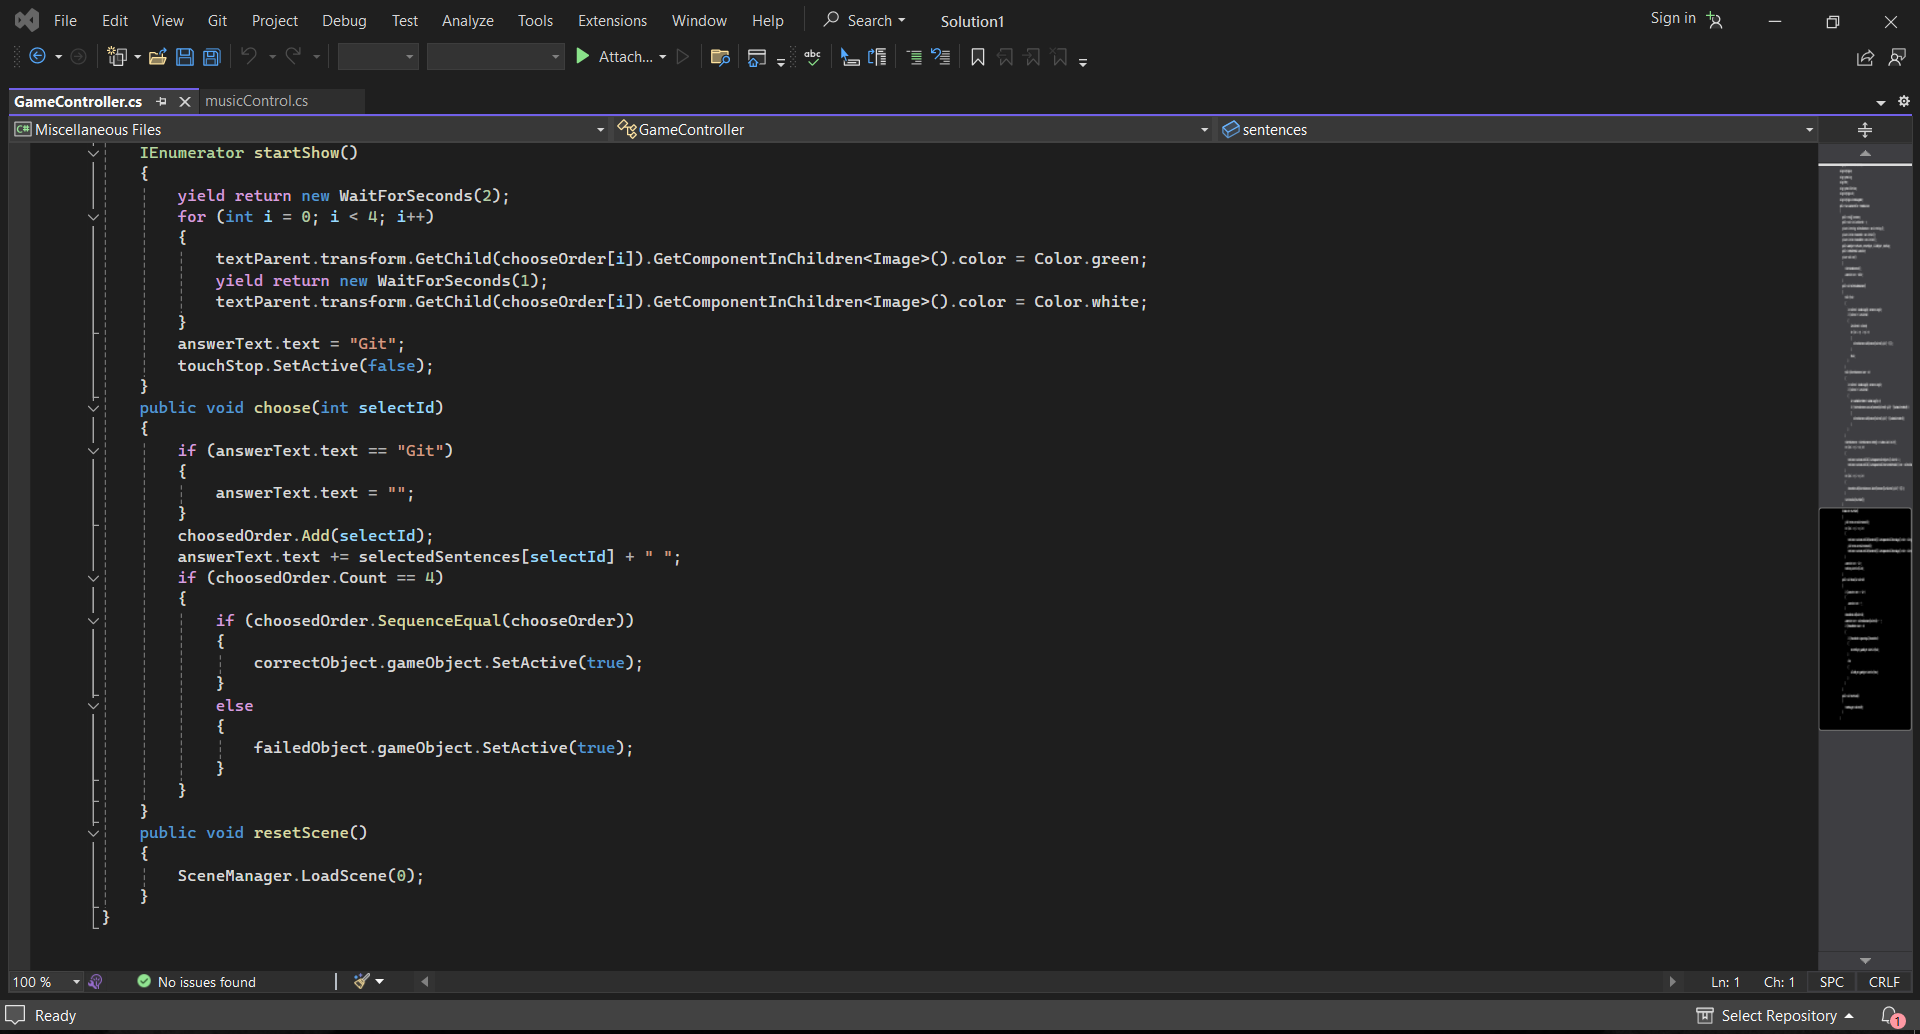 File Edit View Git Project Debug Test Analyze Tools Extensions Window Help Search Solution1 Sign in
Attach...
GameController.cs musicControl.cs
C# Miscellaneous Files GameController sentences
IEnumerator startShow()
{
yield return new WaitForSeconds(2);
for (int i = 0; i < 4; i++)
{
textParent.transform.GetChild(chooseOrder[i]).GetComponentInChildren<Image>().color = Color.green;
yield return new WaitForSeconds(1);
textParent.transform.GetChild(chooseOrder[i]).GetComponentInChildren<Image>().color = Color.white;
}
answerText.text = "Git";
touchStop.SetActive(false);
}
public void choose(int selectId)
{
if (answerText.text == "Git")
{
answerText.text = "";
}
choosedOrder.Add(selectId);
answerText.text += selectedSentences[selectId] + " ";
if (choosedOrder.Count == 4)
{
if (choosedOrder.SequenceEqual(chooseOrder))
{
correctObject.gameObject.SetActive(true);
}
else
{
failedObject.gameObject.SetActive(true);
}
}
}
public void resetScene()
{
SceneManager.LoadScene(0);
}
}
100 % No issues found Ln: 1 Ch: 1 SPC CRLF
Ready Select Repository 1